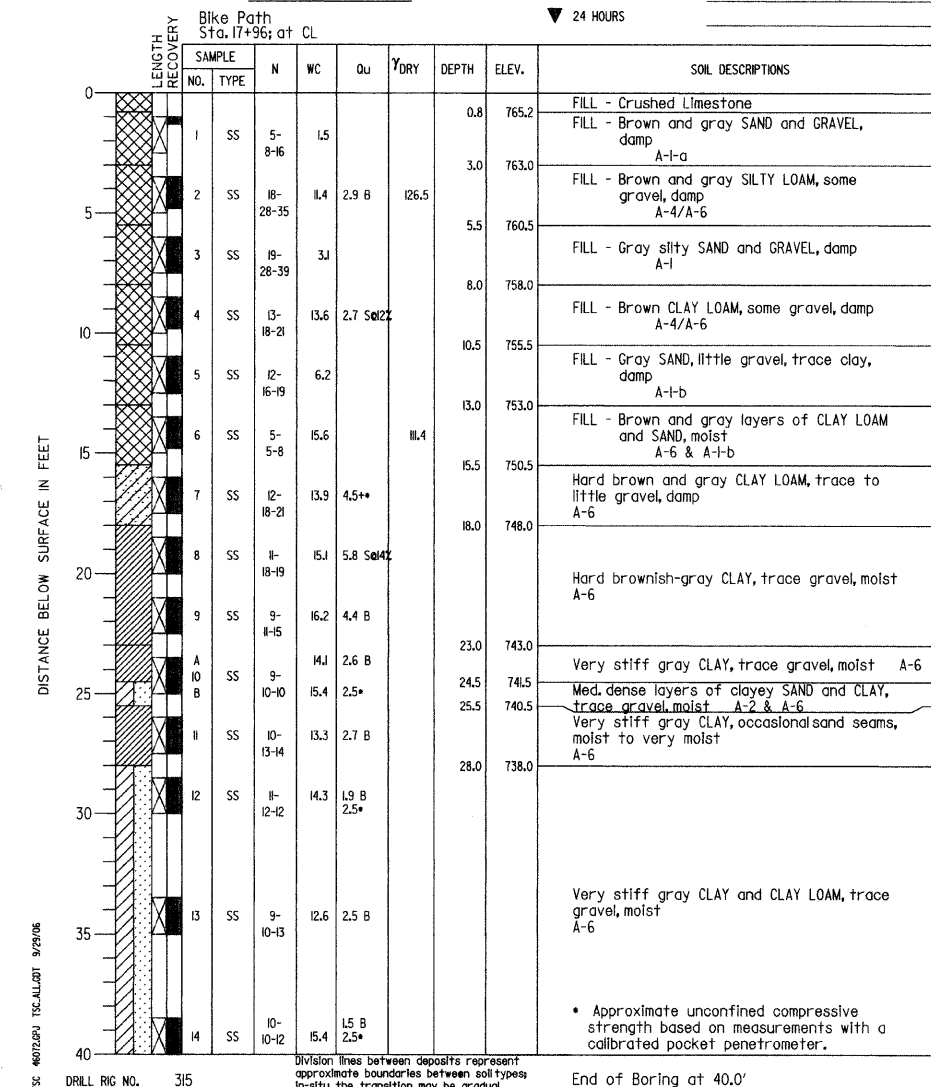 Bike Path
Sta. 17+96; at CL
▼ 24 HOURS
LENGTH
RECOVERY
SAMPLE
NO. TYPE N WC Qu γDRY DEPTH ELEV. SOIL DESCRIPTIONS
0
FILL - Crushed Limestone
0.8 765.2
FILL - Brown and gray SAND and GRAVEL,
1 SS 5- 1.5 damp
8-16 A-1-a
3.0 763.0
FILL - Brown and gray SILTY LOAM, some
2 SS 18- 11.4 2.9 B 126.5 gravel, damp
5 28-35 A-4/A-6
5.5 760.5
3 SS 19- 3.1 FILL - Gray silty SAND and GRAVEL, damp
28-39 A-1
8.0 758.0
4 SS 13- 13.6 2.7 S@12% FILL - Brown CLAY LOAM, some gravel, damp
10 18-21 A-4/A-6
10.5 755.5
FILL - Gray SAND, little gravel, trace clay,
5 SS 12- 6.2 damp
16-19 A-1-b
13.0 753.0
FILL - Brown and gray layers of CLAY LOAM
6 SS 5- 15.6 111.4 and SAND, moist
15 5-8 A-6 & A-1-b
15.5 750.5
Hard brown and gray CLAY LOAM, trace to
7 SS 12- 13.9 4.5+* little gravel, damp
18-21 A-6
18.0 748.0
8 SS 11- 15.1 5.8 S@14%
20 18-19
Hard brownish-gray CLAY, trace gravel, moist
A-6
9 SS 9- 16.2 4.4 B
11-15
23.0 743.0
A 14.1 2.6 B Very stiff gray CLAY, trace gravel, moist A-6
10 SS 9-
24.5 741.5
25 B 10-10 15.4 2.5* Med. dense layers of clayey SAND and CLAY,
trace gravel, moist A-2 & A-6
25.5 740.5
Very stiff gray CLAY, occasional sand seams,
11 SS 10- 13.3 2.7 B moist to very moist
13-14 A-6
28.0 738.0
12 SS 11- 14.3 1.9 B
30 12-12 2.5*
Very stiff gray CLAY and CLAY LOAM, trace
13 SS 9- 12.6 2.5 B gravel, moist
35 10-13 A-6
10- 1.5 B
14 SS 10-12 15.4 2.5*
* Approximate unconfined compressive
strength based on measurements with a
calibrated pocket penetrometer.
40
DISTANCE BELOW SURFACE IN FEET
SC 46072.GPJ TSC_ALL.GDT 9/29/06
DRILL RIG NO. 315
Division lines between deposits represent
approximate boundaries between soil types;
in-situ the transition may be gradual
End of Boring at 40.0'